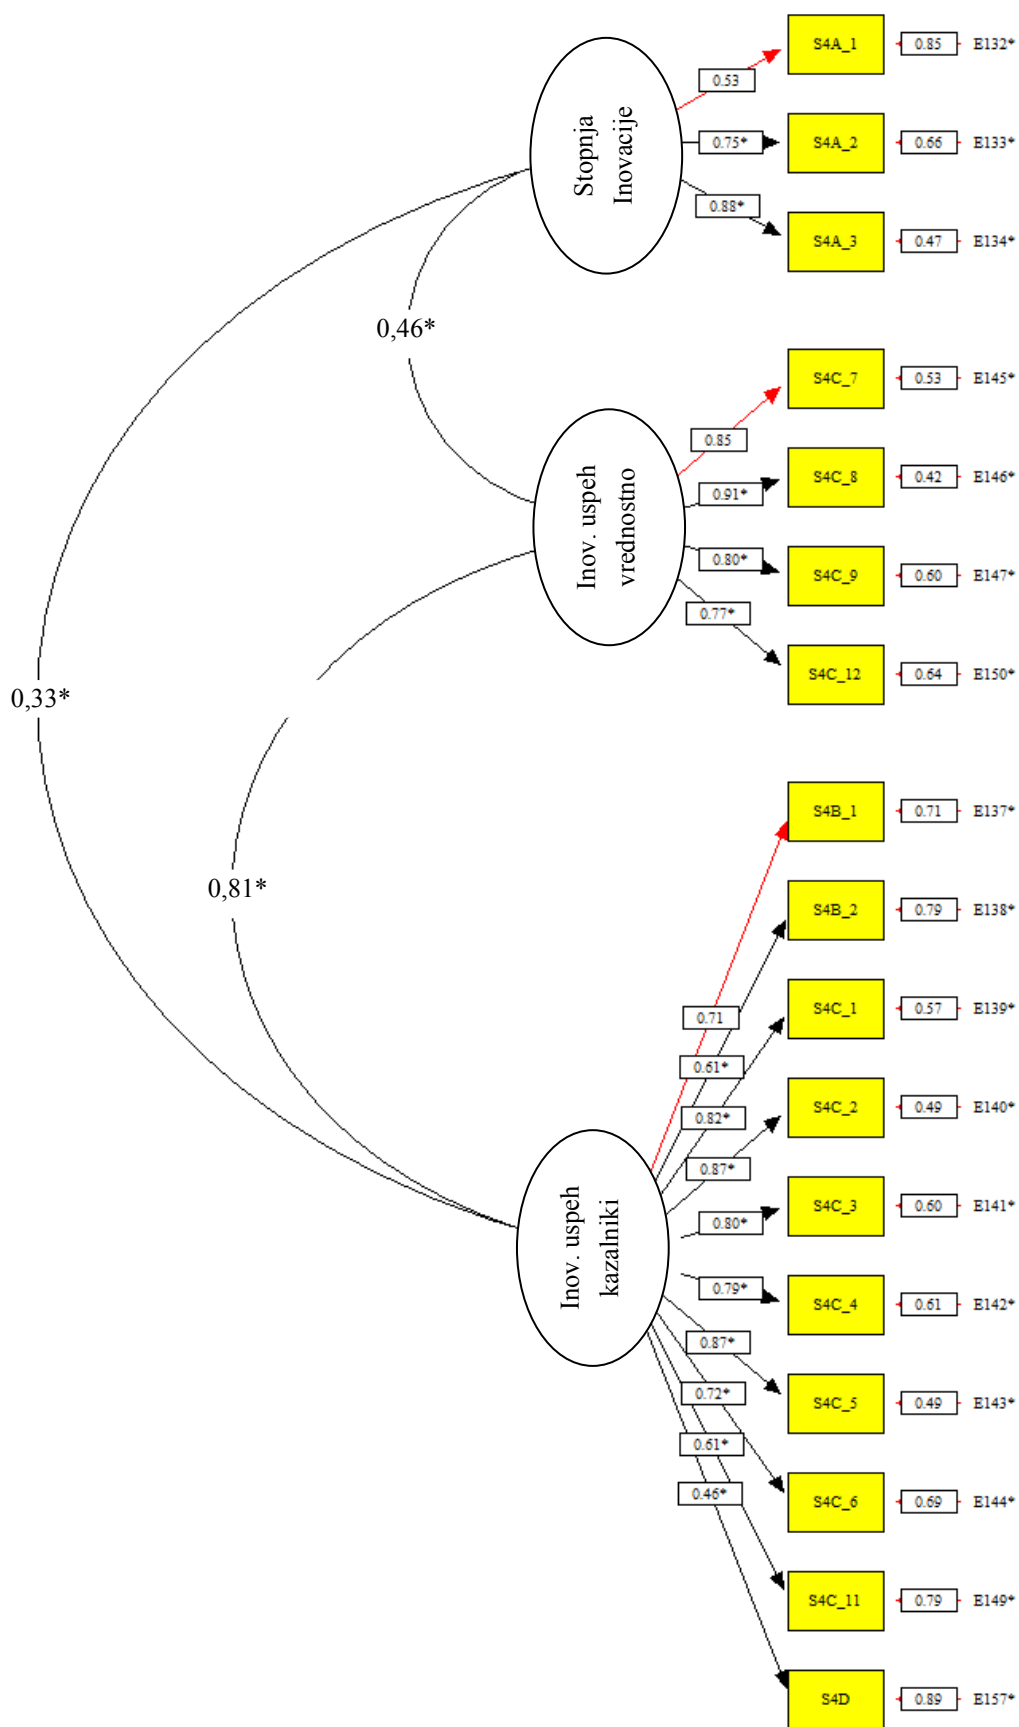 S4A_1 0.85 E132*
0.53
Stopnja
Inovacije
0.75* S4A_2 0.66 E133*
0.88*
S4A_3 0.47 E134*
0,46*
S4C_7 0.53 E145*
0.85
Inov. uspeh
vrednostno
S4C_8 0.42 E146*
0.91*
0.80* S4C_9 0.60 E147*
0.77*
S4C_12 0.64 E150*
0,33*
S4B_1 0.71 E137*
0,81*
S4B_2 0.79 E138*
S4C_1 0.57 E139*
0.71
0.61*
0.82*
S4C_2 0.49 E140*
0.87*
S4C_3 0.60 E141*
0.80*
Inov. uspeh
kazalniki
0.79* S4C_4 0.61 E142*
0.87*
S4C_5 0.49 E143*
0.72*
0.61*
0.46*
S4C_6 0.69 E144*
S4C_11 0.79 E149*
S4D 0.89 E157*